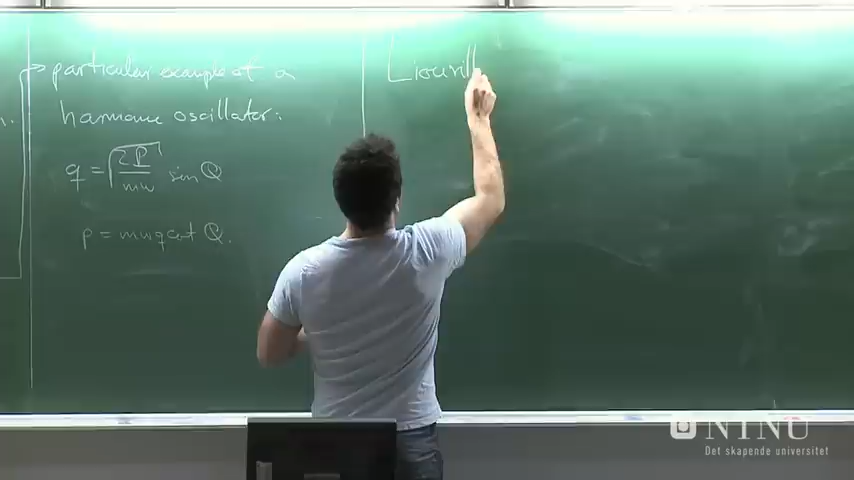 particular example of a
harmonic oscillator:
q = √(2P/mω) sin Q
p = mωq cot Q.
Liouvill
NTNU
Det skapende universitet